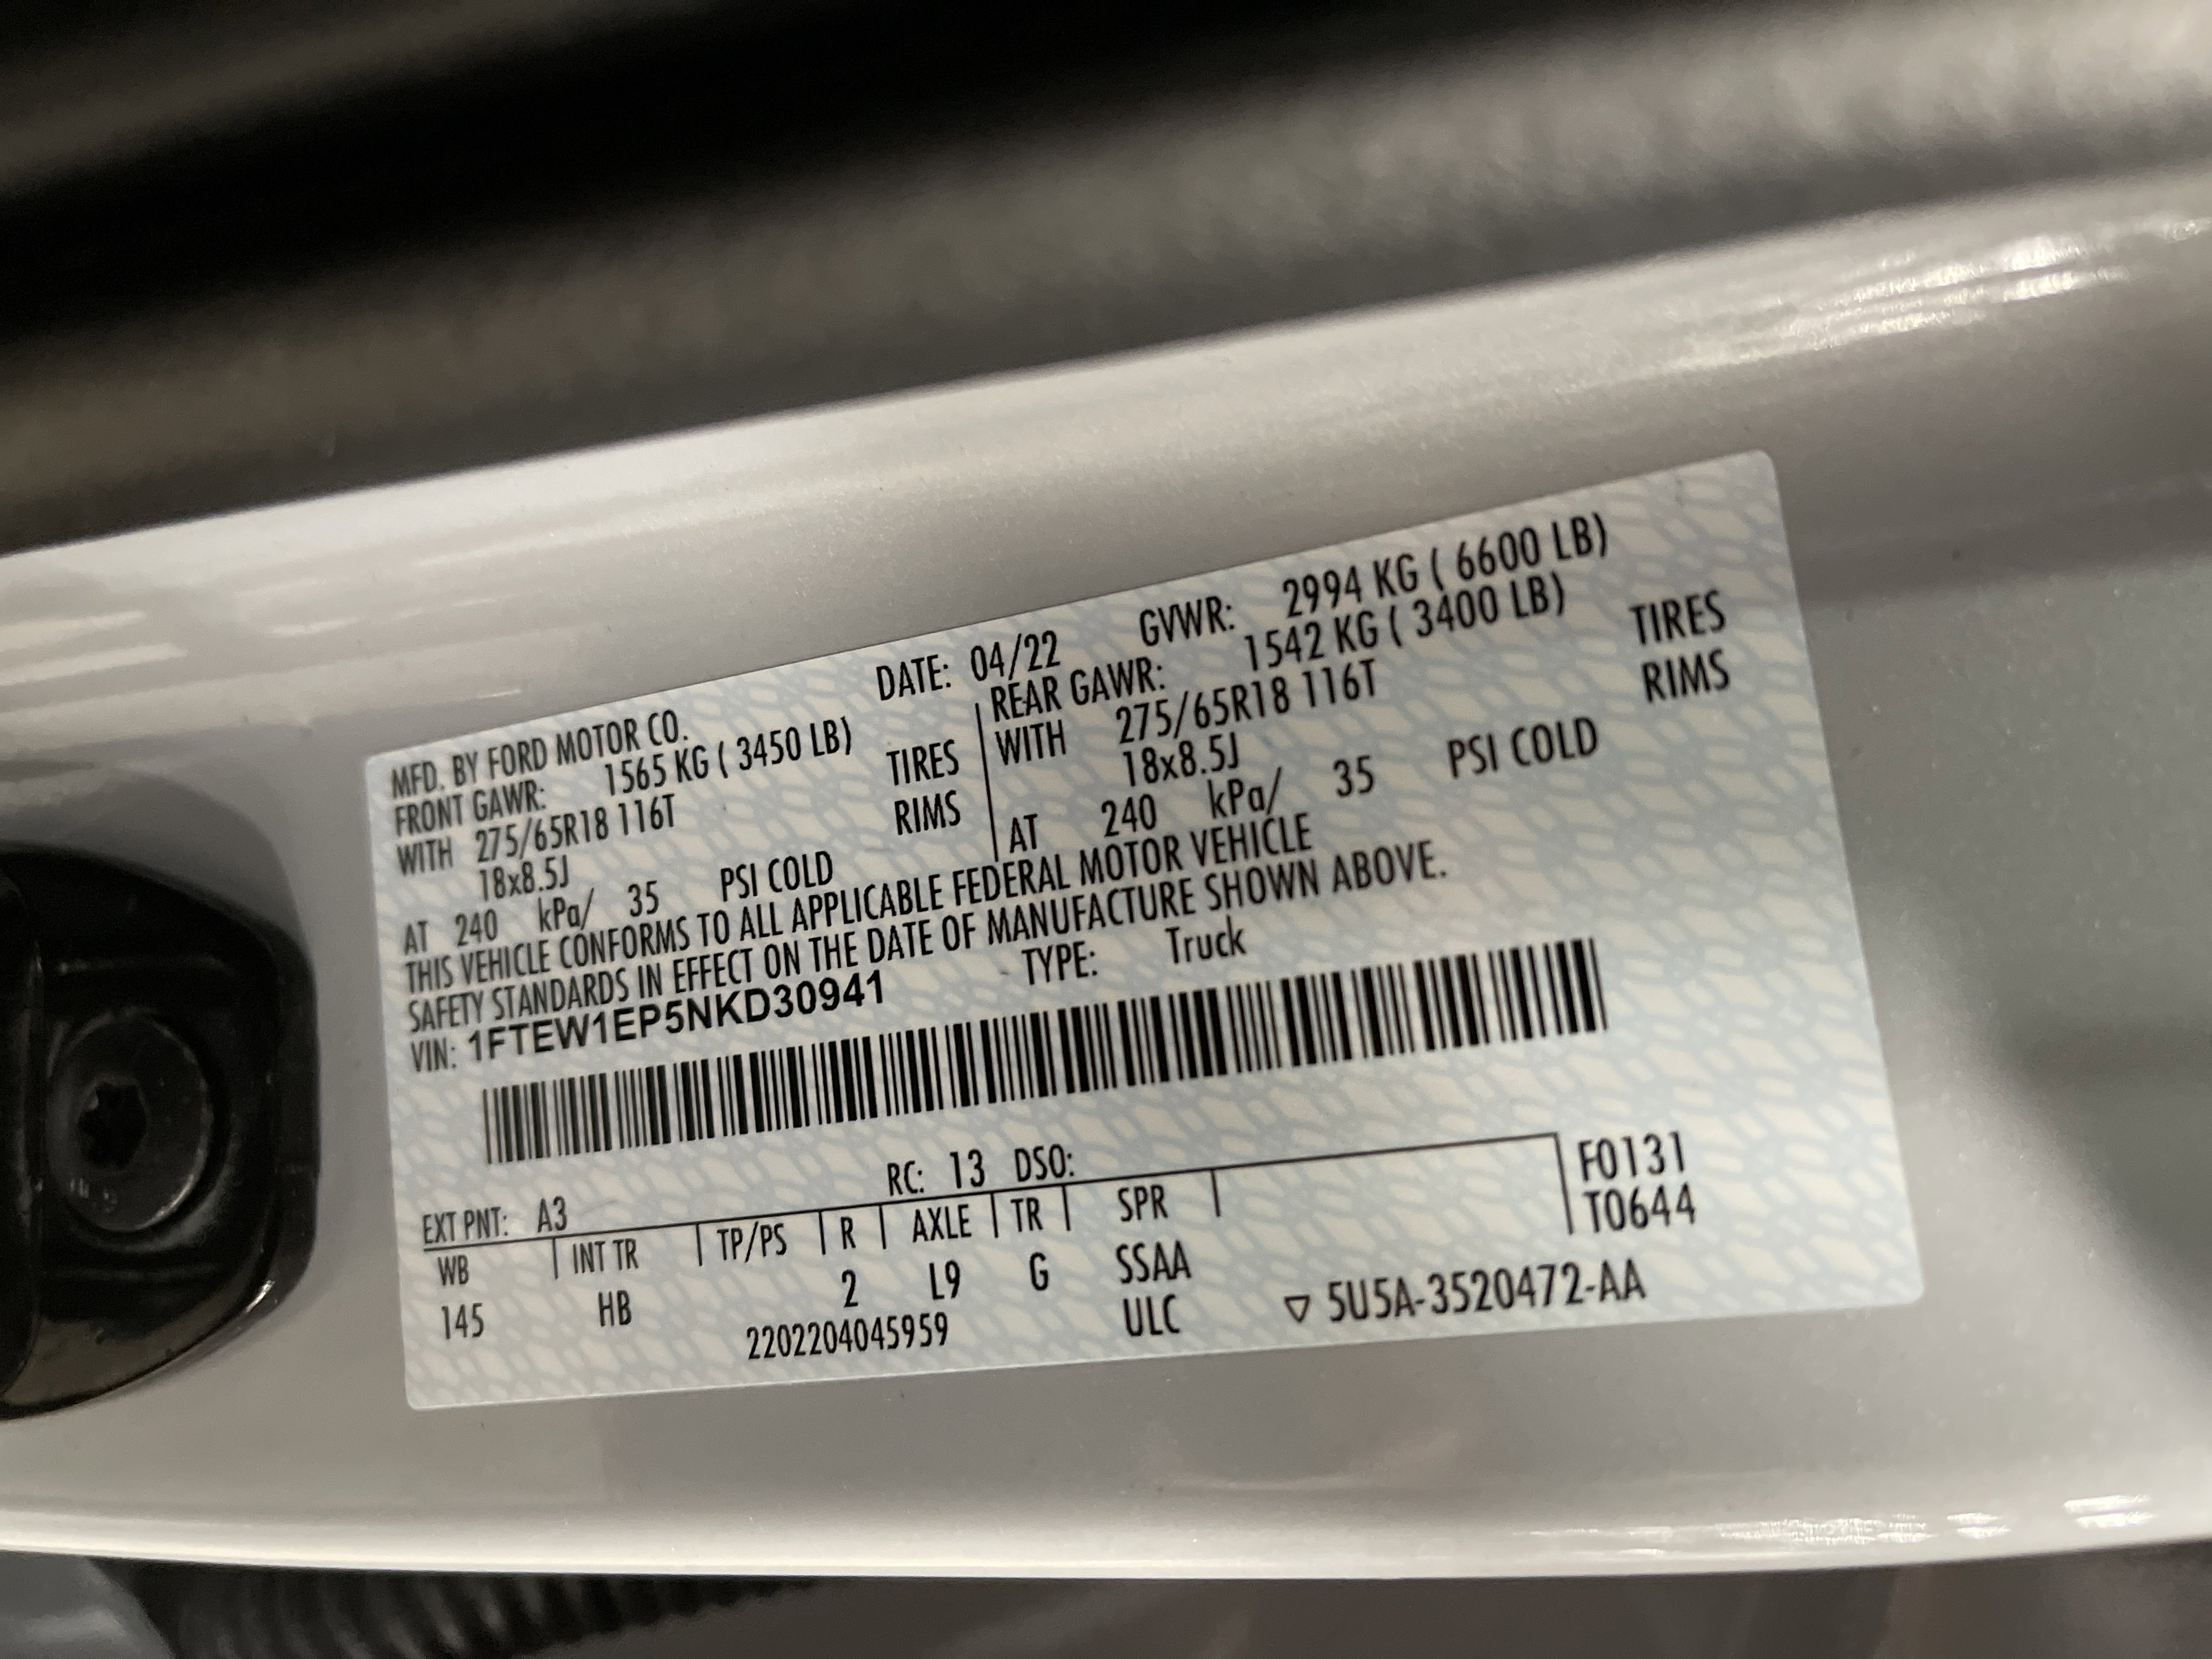 MFD. BY FORD MOTOR CO. DATE: 04/22 GVWR: 2994 KG ( 6600 LB)
FRONT GAWR: 1565 KG ( 3450 LB) REAR GAWR: 1542 KG ( 3400 LB)
WITH 275/65R18 116T TIRES WITH 275/65R18 116T TIRES
18x8.5J RIMS 18x8.5J RIMS
AT 240 kPa/ 35 PSI COLD AT 240 kPa/ 35 PSI COLD
THIS VEHICLE CONFORMS TO ALL APPLICABLE FEDERAL MOTOR VEHICLE
SAFETY STANDARDS IN EFFECT ON THE DATE OF MANUFACTURE SHOWN ABOVE.
VIN: 1FTEW1EP5NKD30941 TYPE: Truck
F0131
T0644
EXT PNT: A3 RC: 13 DSO:
WB INT TR TP/PS R AXLE TR SPR
145 HB 2 L9 G SSAA
2202204045959 ULC ▽ 5U5A-3520472-AA